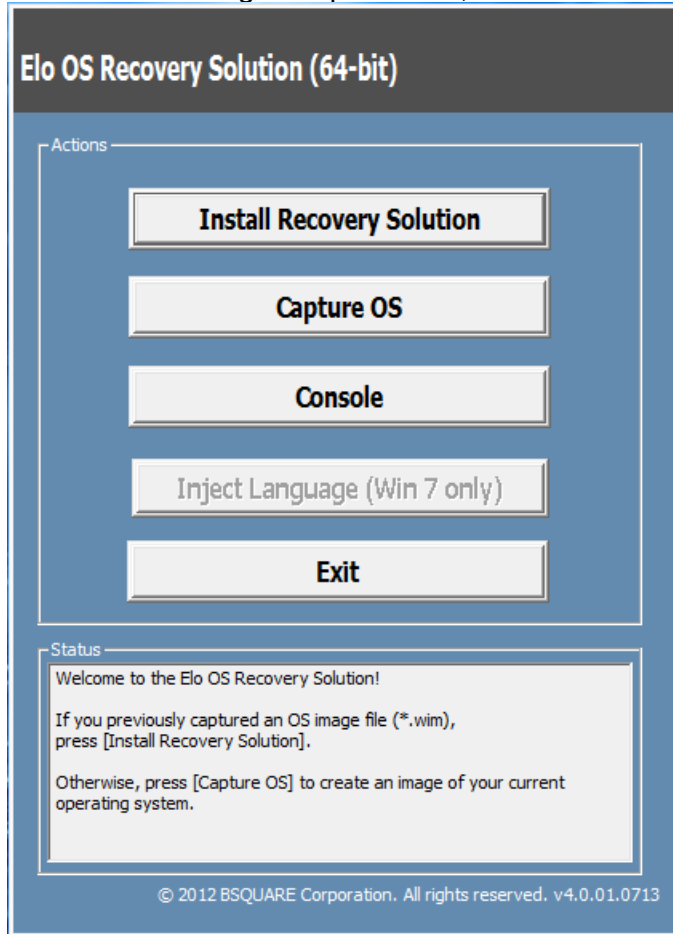 Elo OS Recovery Solution (64-bit)
Actions
Install Recovery Solution
Capture OS
Console
Inject Language (Win 7 only)
Exit
Status
Welcome to the Elo OS Recovery Solution!
If you previously captured an OS image file (*.wim),
press [Install Recovery Solution].
Otherwise, press [Capture OS] to create an image of your current
operating system.
© 2012 BSQUARE Corporation. All rights reserved. v4.0.01.0713